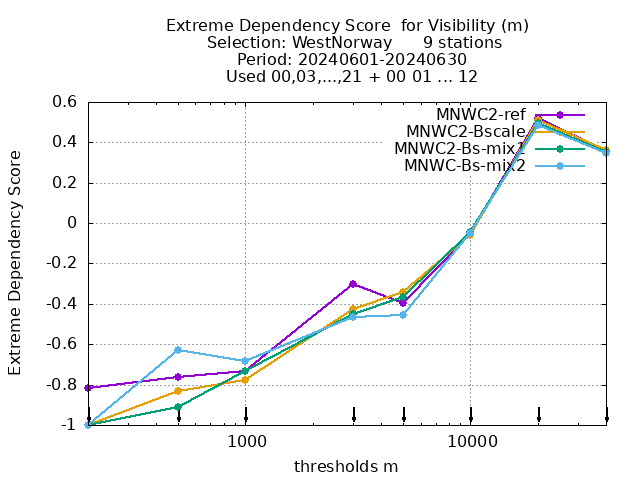 Extreme Dependency Score  for Visibility (m)
Selection: WestNorway      9 stations
Period: 20240601-20240630
Used 00,03,...,21 + 00 01 ... 12
Extreme Dependency Score
0.6
0.4
0.2
0
-0.2
-0.4
-0.6
-0.8
-1
MNWC2-ref
MNWC2-Bscale
MNWC2-Bs-mix1
MNWC-Bs-mix2
1000
10000
thresholds m